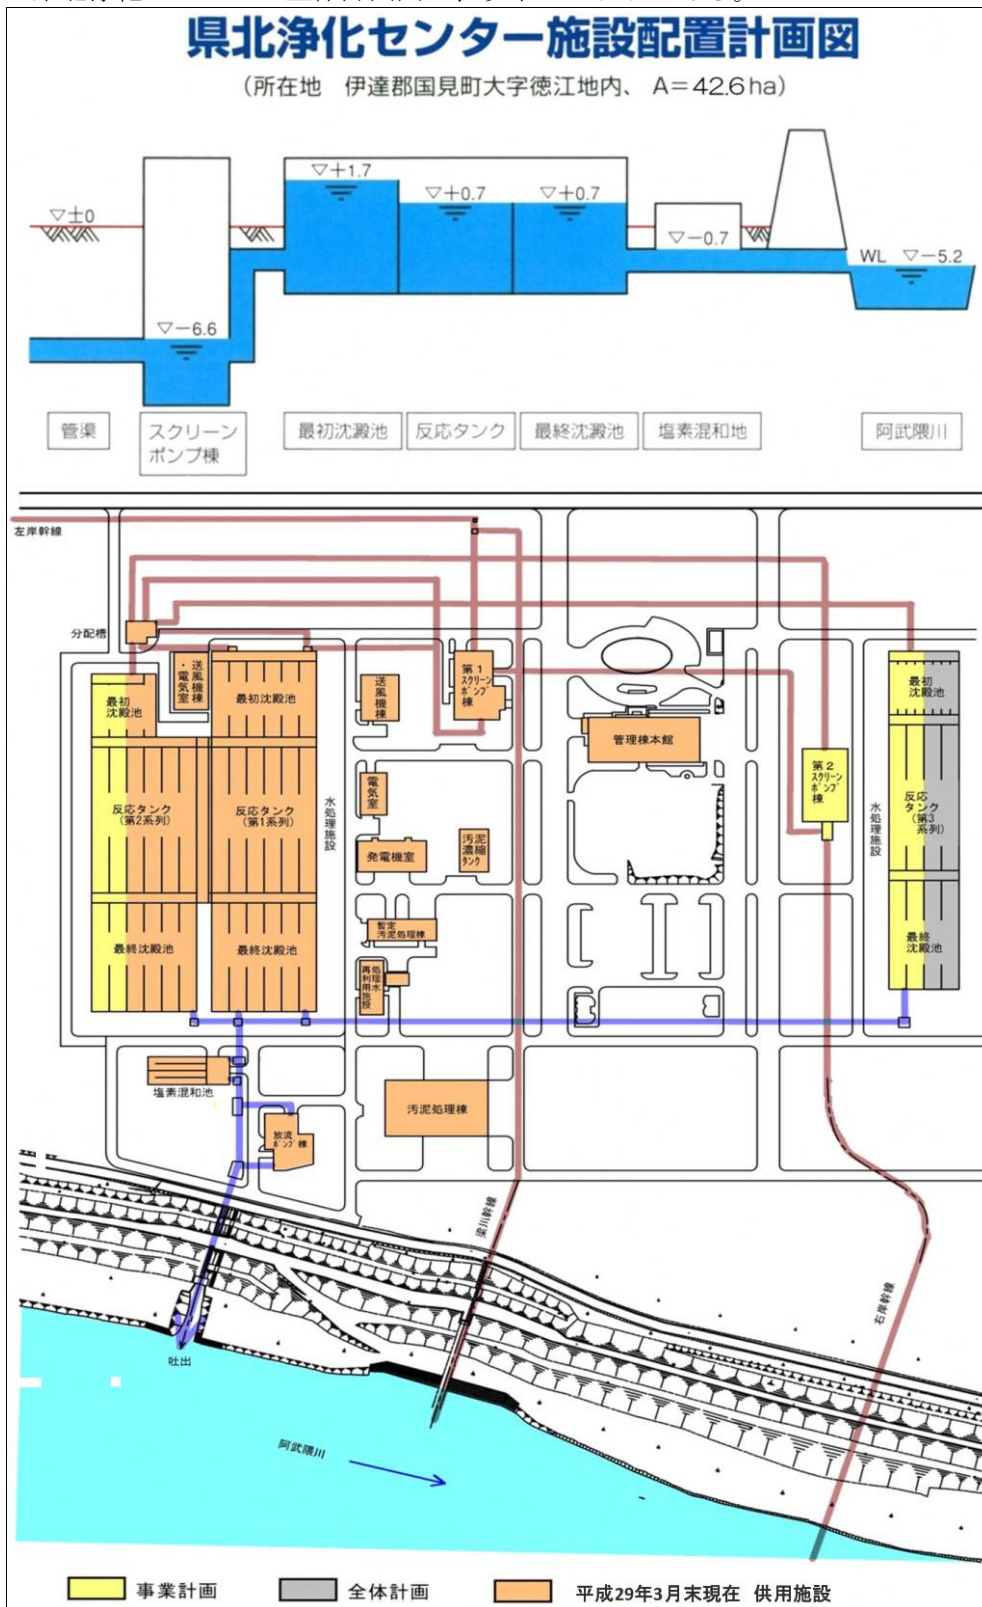 県北浄化センター施設配置計画図
（所在地　伊達郡国見町大字徳江地内、 A＝42.6ha）
▽±0
▽−6.6
▽＋1.7
▽＋0.7
▽＋0.7
▽−0.7
WL ▽−5.2
管渠
スクリーン
ポンプ棟
最初沈澱池
反応タンク
最終沈澱池
塩素混和地
阿武隈川
左岸幹線
分配槽
最初
沈殿池
送風機棟
・電気室
最初沈殿池
送風機棟
第１
スクリーン
ポンプ棟
管理棟本館
第２
スクリーン
ポンプ棟
最初
沈殿池
反応タンク
(第2系列)
反応タンク
(第1系列)
水処理施設
電気室
発電機室
汚泥
濃縮
タンク
水処理施設
反応
タンク
(第3
系列)
最終沈殿池
最終沈殿池
暫定
汚泥処理棟
処理水
再利用施設
最終
沈殿池
塩素混和池
放流
ポンプ棟
汚泥処理棟
梁川幹線
右岸幹線
吐出
阿武隈川
事業計画
全体計画
平成29年3月末現在 供用施設